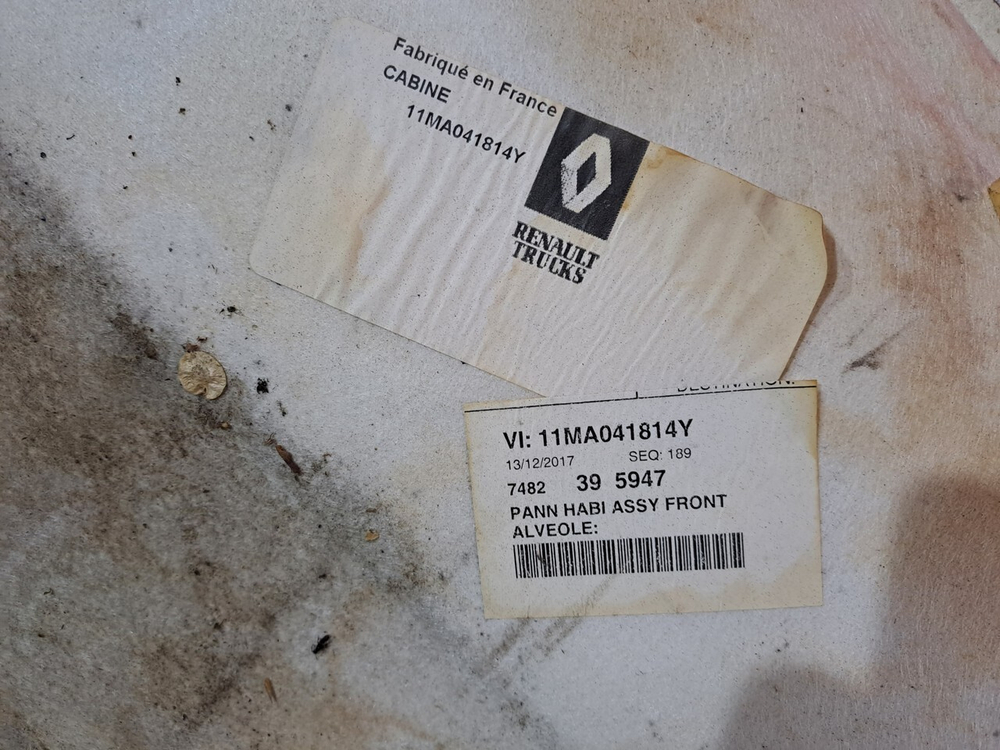 Fabriqué en France
CABINE
11MA041814Y
RENAULT
TRUCKS
DESTINATION:
VI: 11MA041814Y
13/12/2017 SEQ: 189
7482 39 5947
PANN HABI ASSY FRONT
ALVEOLE: